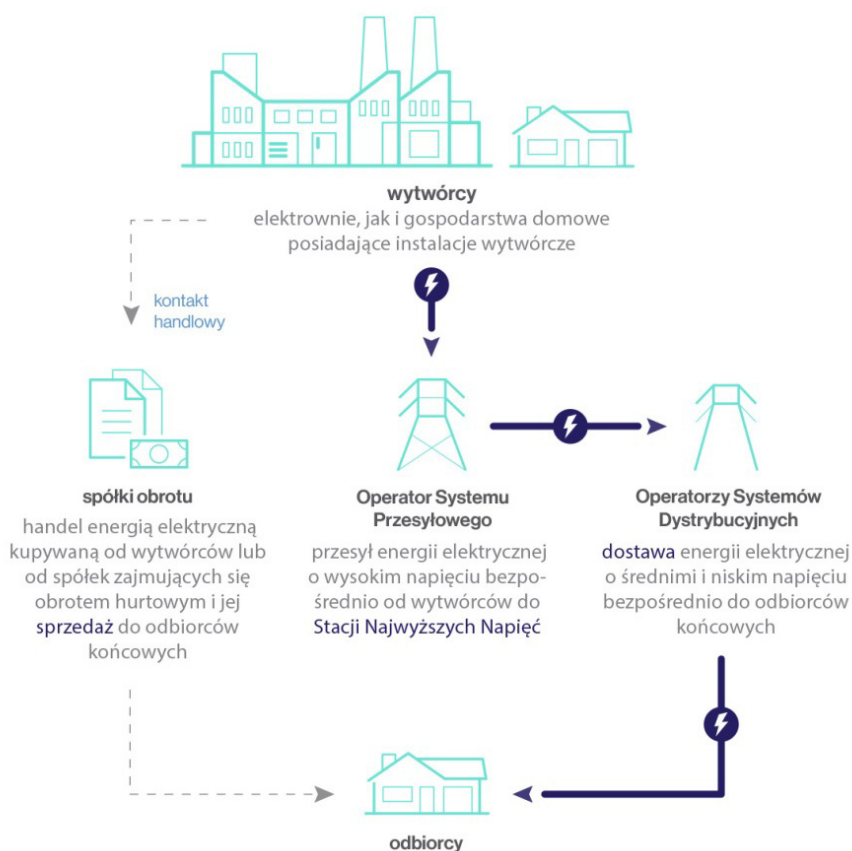 wytwórcy
elektrownie, jak i gospodarstwa domowe
posiadające instalacje wytwórcze
kontakt
handlowy
spółki obrotu
handel energią elektryczną
kupywaną od wytwórców lub
od spółek zajmujących się
obrotem hurtowym i jej
sprzedaż do odbiorców
końcowych
Operator Systemu
Przesyłowego
przesył energii elektrycznej
o wysokim napięciu bezpo-
średnio od wytwórców do
Stacji Najwyższych Napięć
Operatorzy Systemów
Dystrybucyjnych
dostawa energii elektrycznej
o średnimi i niskim napięciu
bezpośrednio do odbiorców
końcowych
odbiorcy